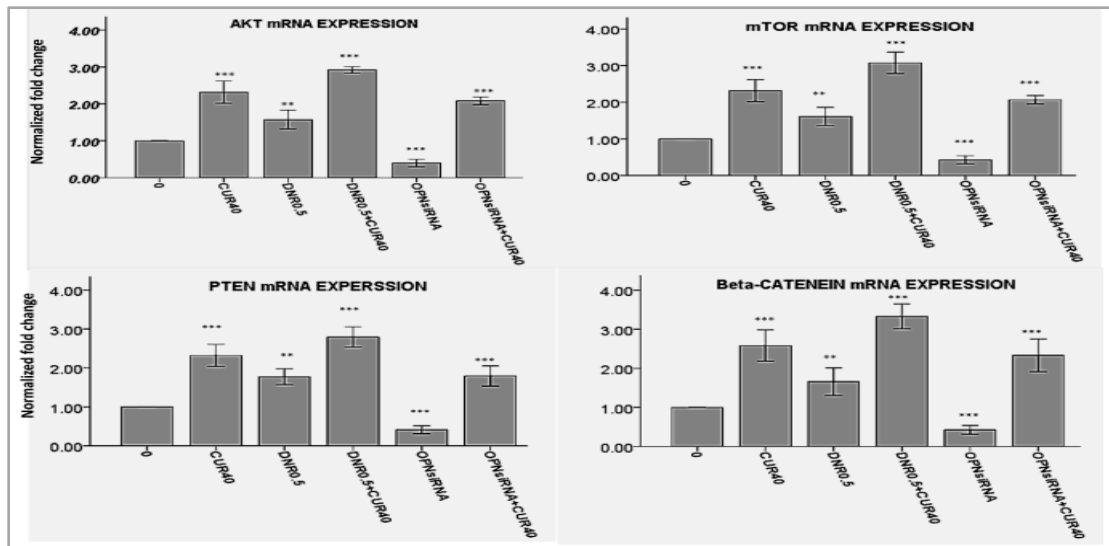 AKT mRNA EXPRESSION
Normalized fold change
4.00
3.00
2.00
1.00
0.00
***
**
***
***
***
0
CUR40
DNR0.5
DNR0.5+CUR40
OPNsiRNA
OPNsiRNA+CUR40
mTOR mRNA EXPRESSION
4.00
3.00
2.00
1.00
0.00
***
**
***
***
***
0
CUR40
DNR0.5
DNR0.5+CUR40
OPNsiRNA
OPNsiRNA+CUR40
PTEN mRNA EXPERSSION
Normalized fold change
4.00
3.00
2.00
1.00
0.00
***
**
***
***
***
0
CUR40
DNR0.5
DNR0.5+CUR40
OPNsiRNA
OPNsiRNA+CUR40
Beta-CATENEIN mRNA EXPRESSION
4.00
3.00
2.00
1.00
0.00
***
**
***
***
***
0
CUR40
DNR0.5
DNR0.5+CUR40
OPNsiRNA
OPNsiRNA+CUR40